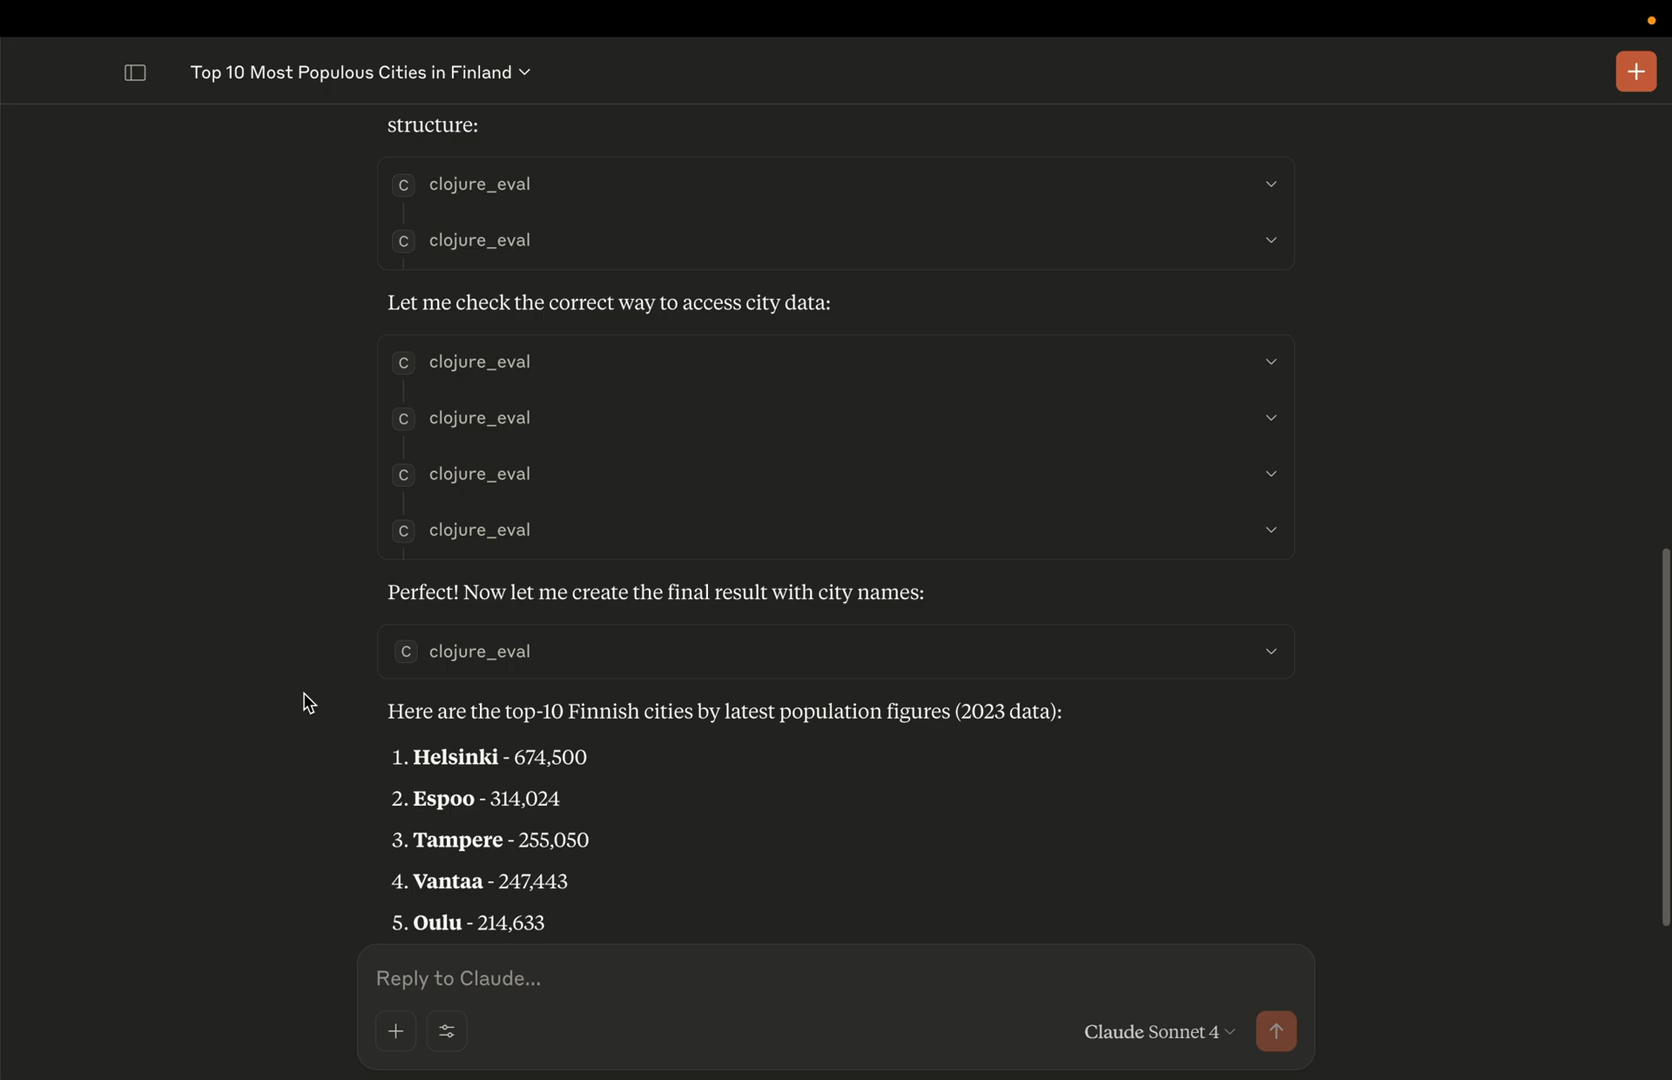 Top 10 Most Populous Cities in Finland
structure:
C clojure_eval
C clojure_eval
Let me check the correct way to access city data:
C clojure_eval
C clojure_eval
C clojure_eval
C clojure_eval
Perfect! Now let me create the final result with city names:
C clojure_eval
Here are the top-10 Finnish cities by latest population figures (2023 data):
1. Helsinki - 674,500
2. Espoo - 314,024
3. Tampere - 255,050
4. Vantaa - 247,443
5. Oulu - 214,633
Reply to Claude...
Claude Sonnet 4